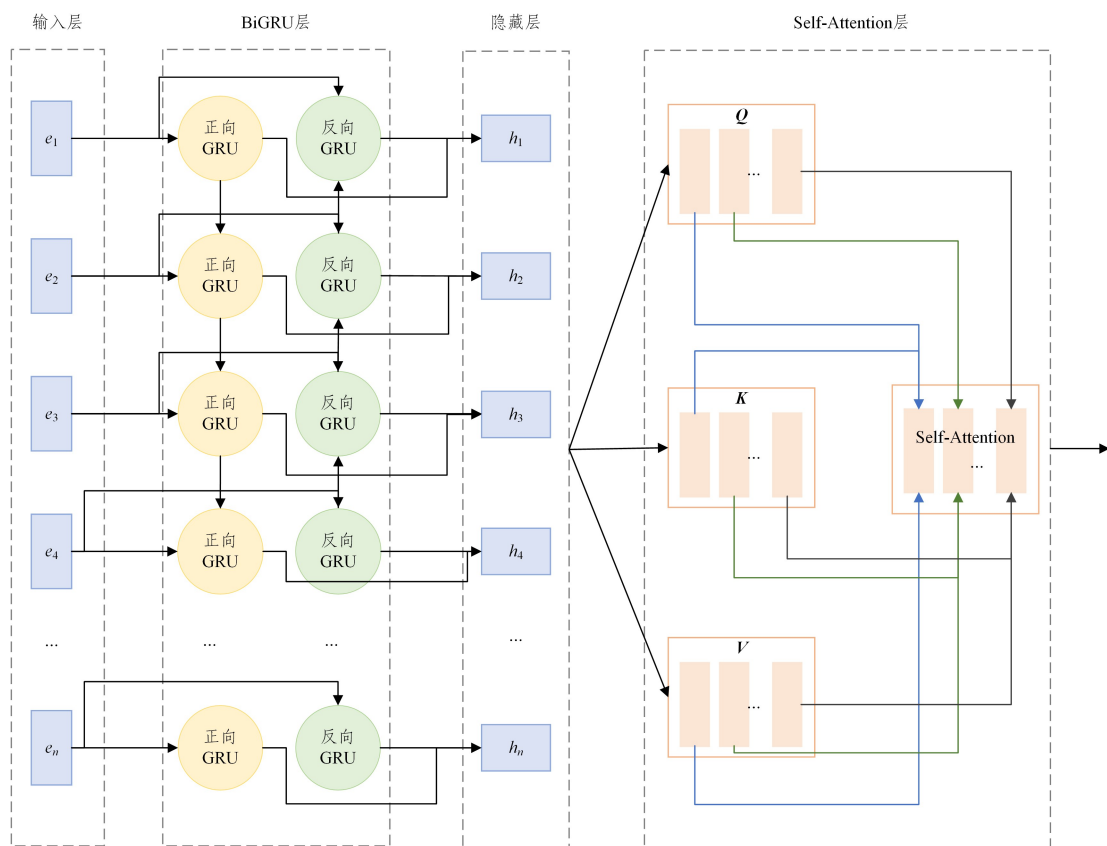 输入层 BiGRU层 隐藏层 Self-Attention层
e1 正向 GRU 反向 GRU h1
e2 正向 GRU 反向 GRU h2
e3 正向 GRU 反向 GRU h3
e4 正向 GRU 反向 GRU h4
... ... ... ...
en 正向 GRU 反向 GRU hn
Q
...
K
...
Self-Attention
...
V
...